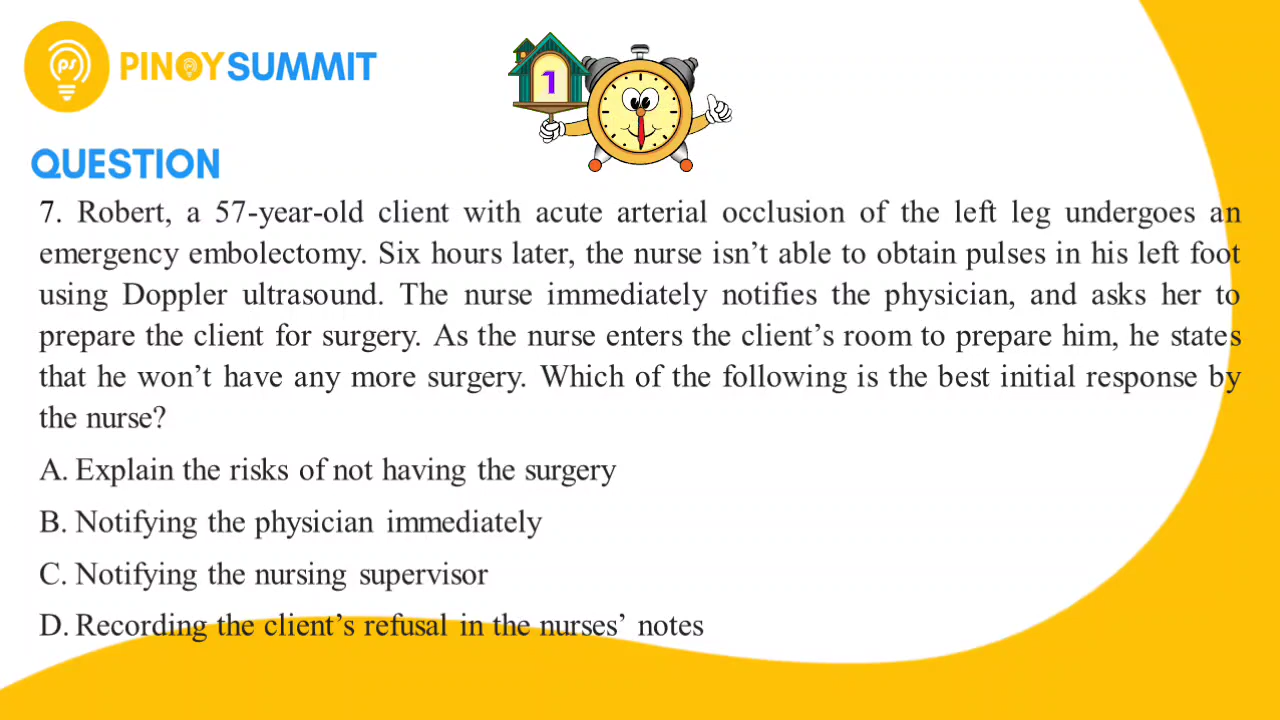 PINOY SUMMIT
1
QUESTION
7. Robert, a 57-year-old client with acute arterial occlusion of the left leg undergoes an
emergency embolectomy. Six hours later, the nurse isn’t able to obtain pulses in his left foot
using Doppler ultrasound. The nurse immediately notifies the physician, and asks her to
prepare the client for surgery. As the nurse enters the client’s room to prepare him, he states
that he won’t have any more surgery. Which of the following is the best initial response by
the nurse?
A. Explain the risks of not having the surgery
B. Notifying the physician immediately
C. Notifying the nursing supervisor
D. Recording the client’s refusal in the nurses’ notes